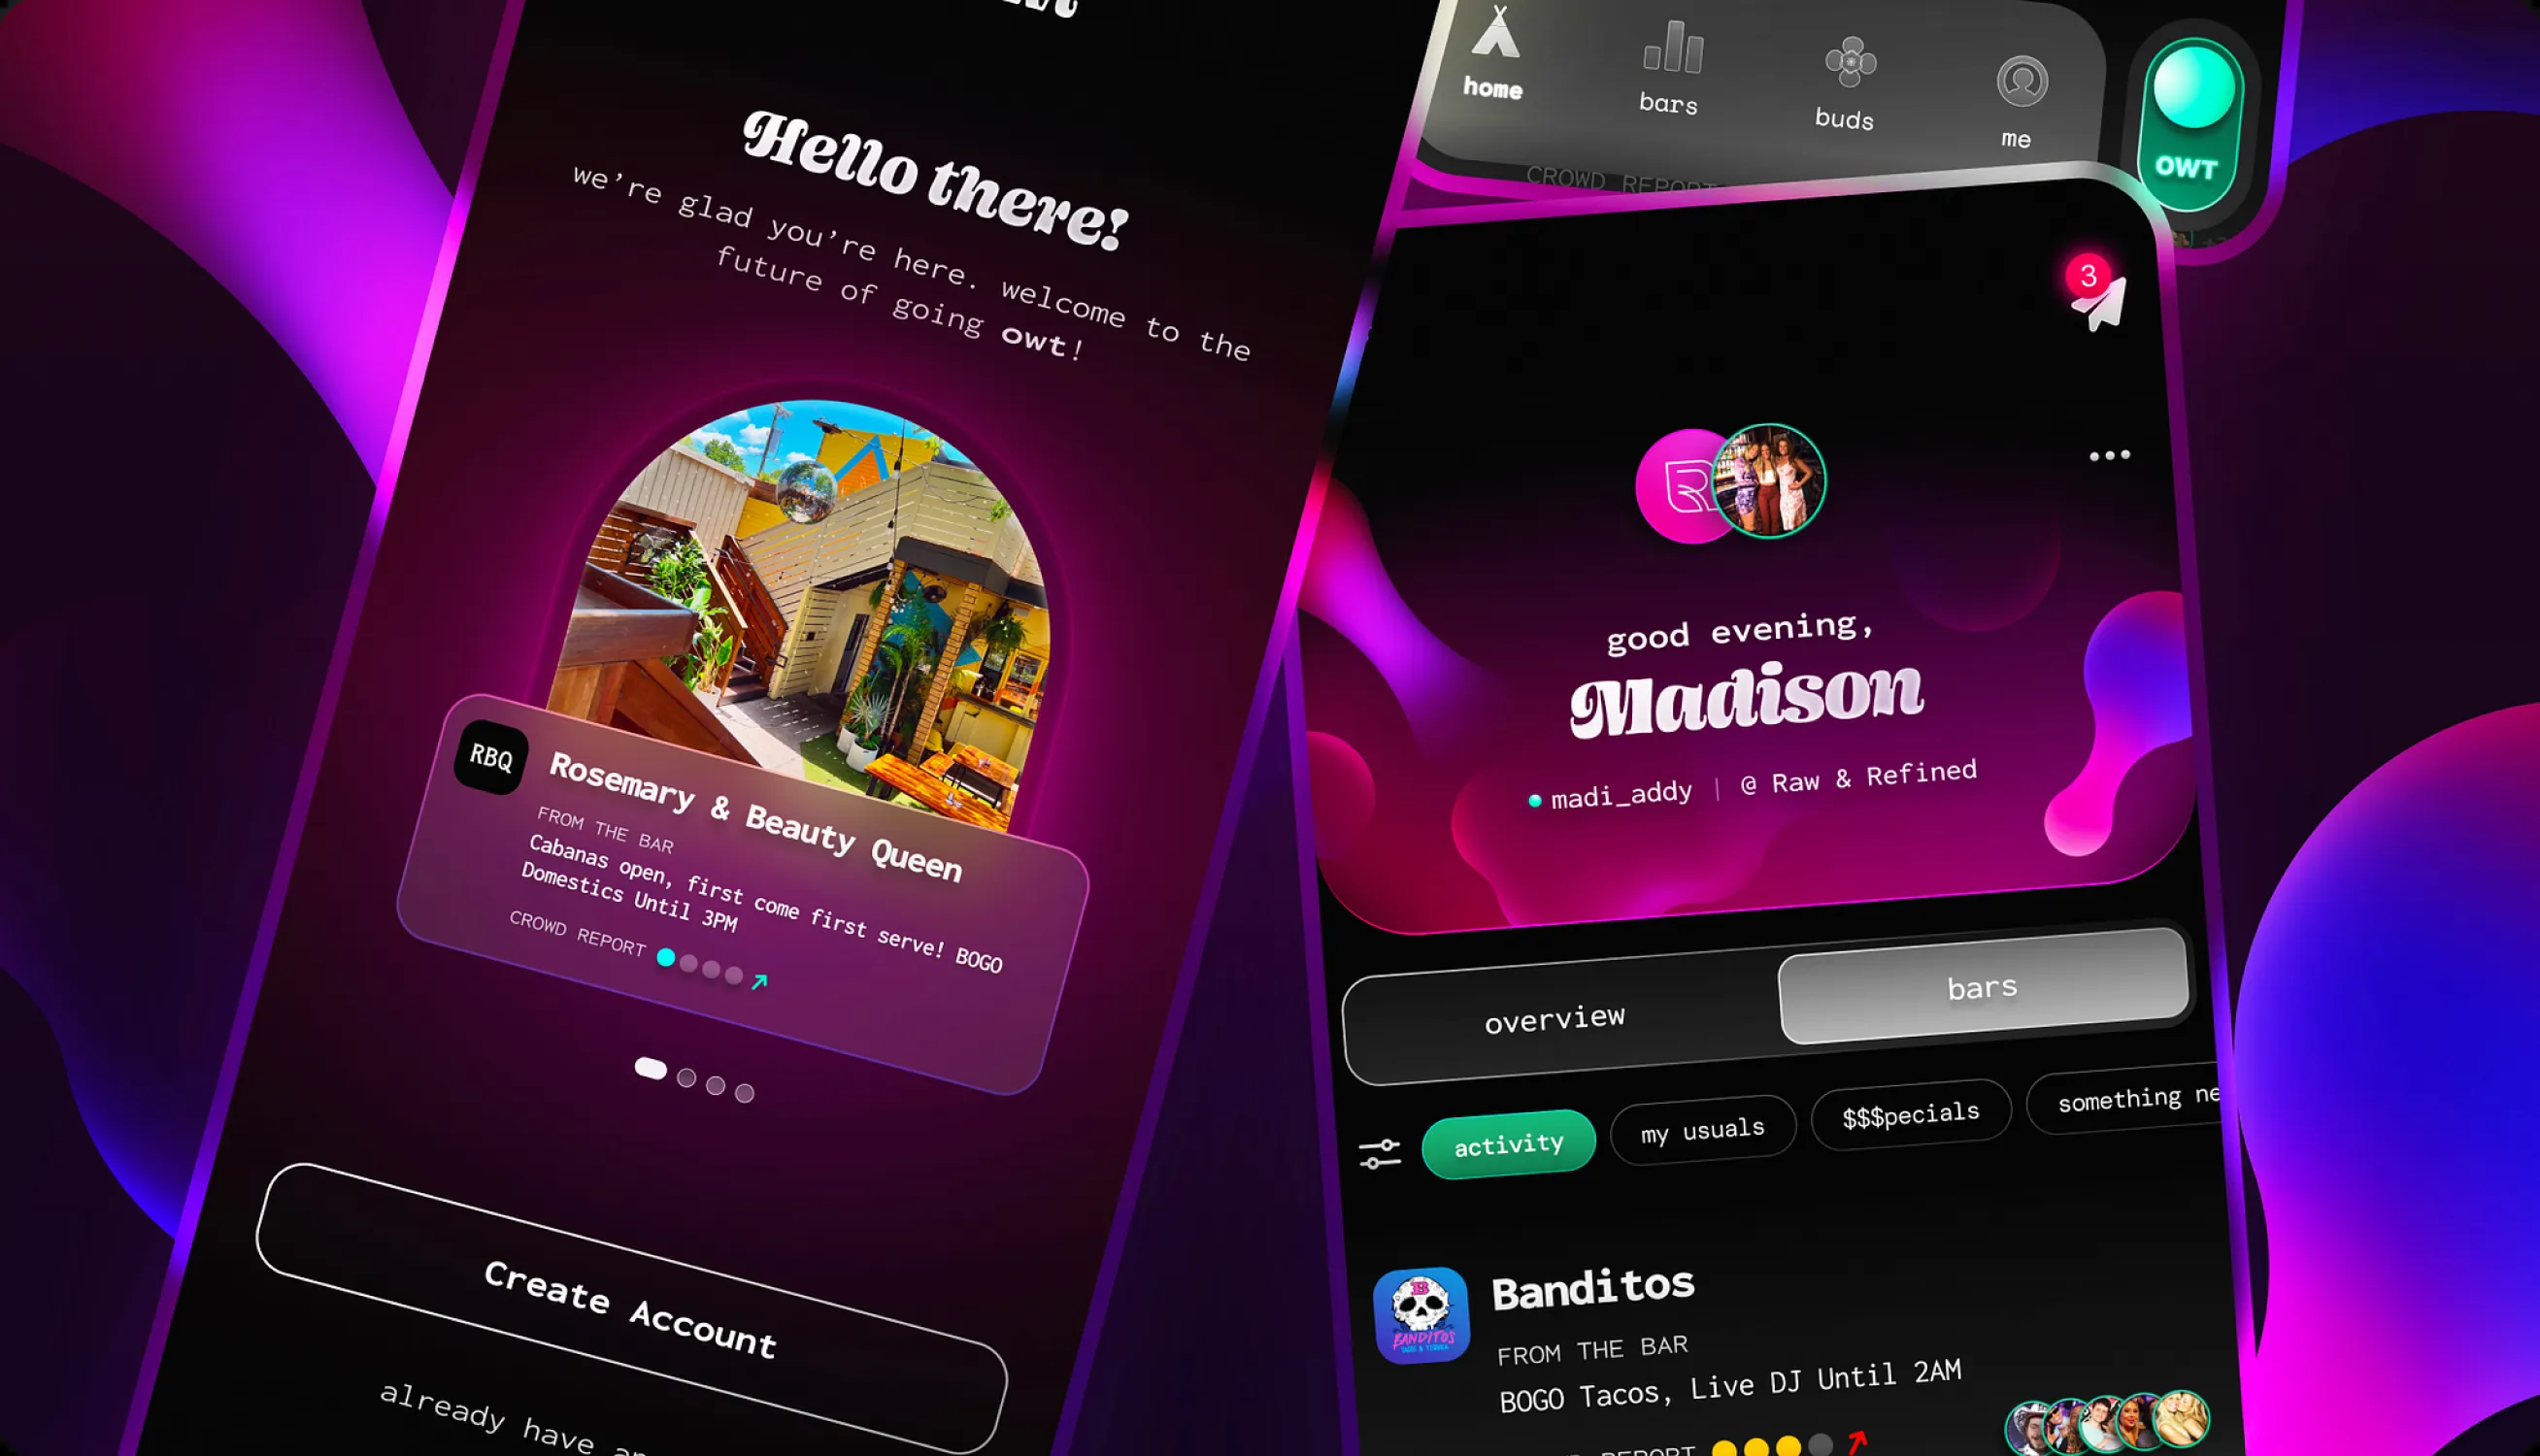 Hello there!
we're glad you're here. welcome to the
future of going owt!
RBQ
Rosemary & Beauty Queen
FROM THE BAR
Cabanas open, first come first serve! BOGO
Domestics Until 3PM
CROWD REPORT
Create Account
already have
home
bars
buds
me
OWT
CROWD REPORT
3
good evening,
Madison
madi_addy | @ Raw & Refined
overview
bars
activity
my usuals
$$$pecials
something ne
B
BANDITOS
Banditos
FROM THE BAR
BOGO Tacos, Live DJ Until 2AM
REPORT